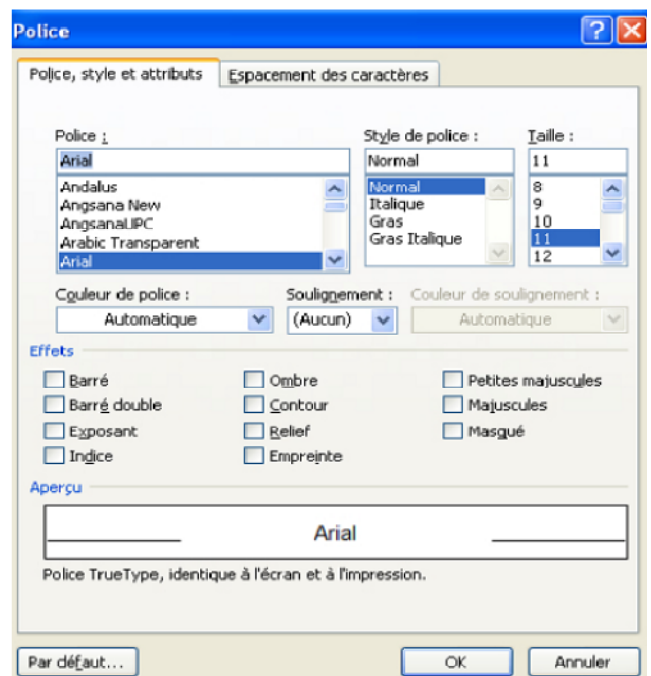 Police
Police, style et attributs Espacement des caractères
Police : Style de police : Taille :
Arial Normal 11
Andalus Normal 8
Angsana New Italique 9
AngsanaUPC Gras 10
Arabic Transparent Gras Italique 11
Arial 12
Couleur de police : Soulignement : Couleur de soulignement :
Automatique (Aucun) Automatique
Effets
Barré Ombre Petites majuscules
Barré double Contour Majuscules
Exposant Relief Masqué
Indice Empreinte
Aperçu
Arial
Police TrueType, identique à l'écran et à l'impression.
Par défaut... OK Annuler